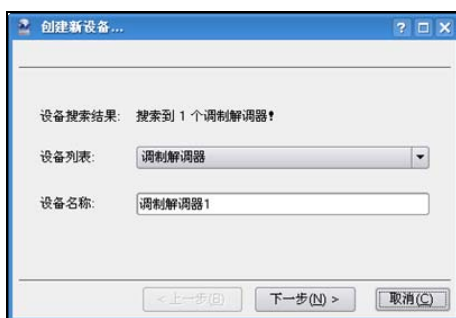 创建新设备...
设备搜索结果: 搜索到 1 个调制解调器!
设备列表: 调制解调器
设备名称: 调制解调器1
< 上一步(B) 下一步(N) > 取消(C)